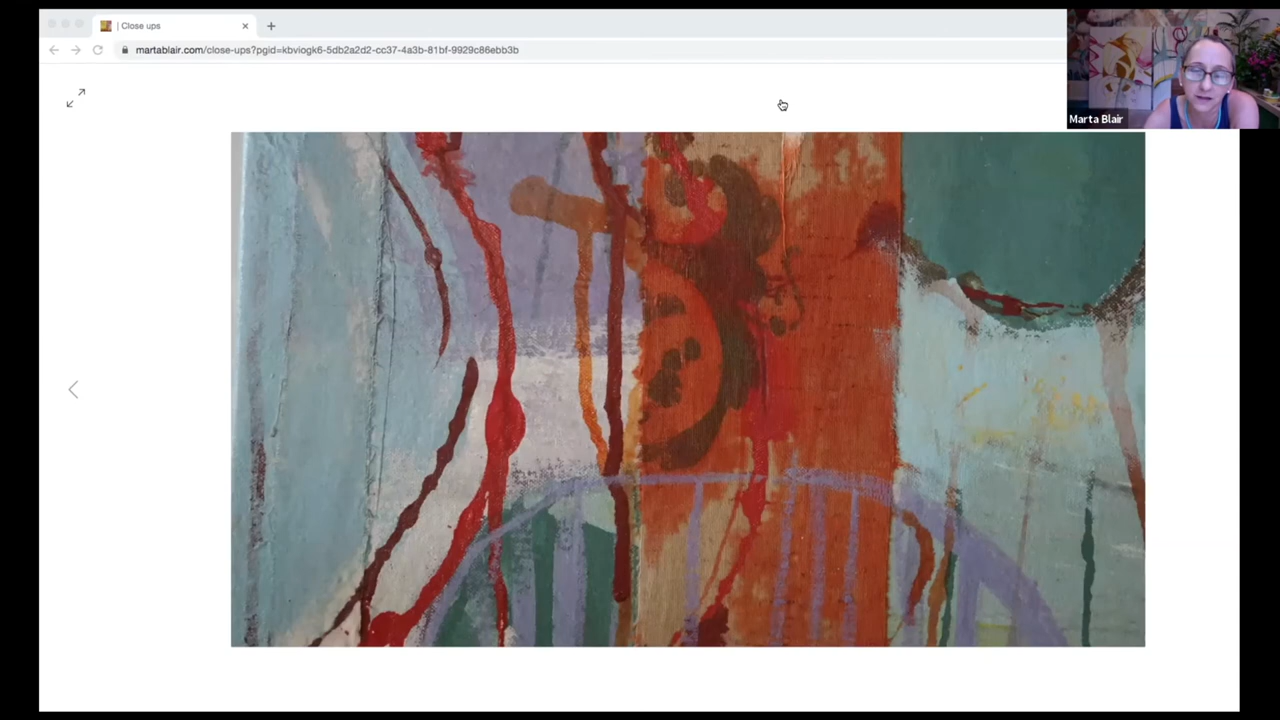 | Close ups
martablair.com/close-ups?pgid=kbviogk6-5db2a2d2-cc37-4a3b-81bf-9929c86ebb3b
Marta Blair